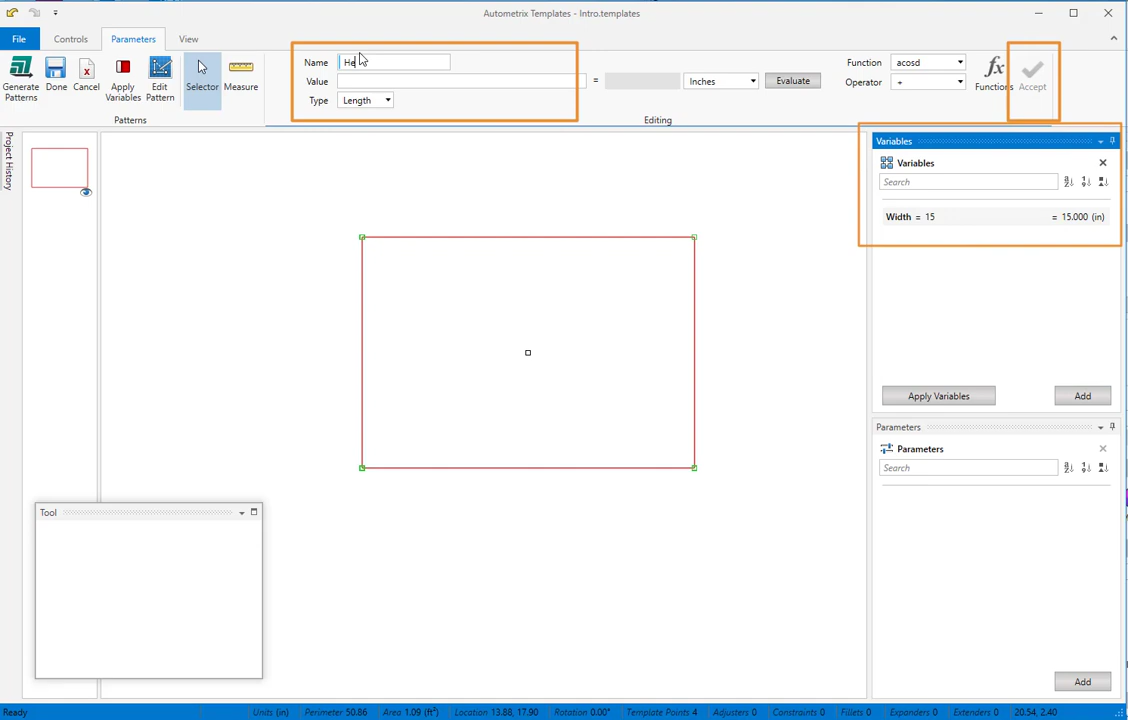 Autometrix Templates - Intro.templates
File
Controls
Parameters
View
Generate Patterns
Done
Cancel
Apply Variables
Edit Pattern
Selector
Measure
Patterns
Name
He
Value
=
Inches
Evaluate
Type
Length
Editing
Function
acosd
Operator
+
fx
Functions
Accept
Project History
Variables
Variables
Search
Width = 15
= 15.000 (in)
Apply Variables
Add
Parameters
Parameters
Search
Add
Tool
Ready
Units (in)
Perimeter 50.86
Area 1.09 (ft²)
Location 13.88, 17.90
Rotation 0.00°
Template Points 4
Adjusters 0
Constraints 0
Fillets 0
Expanders 0
Extenders 0
20.54, 2.40